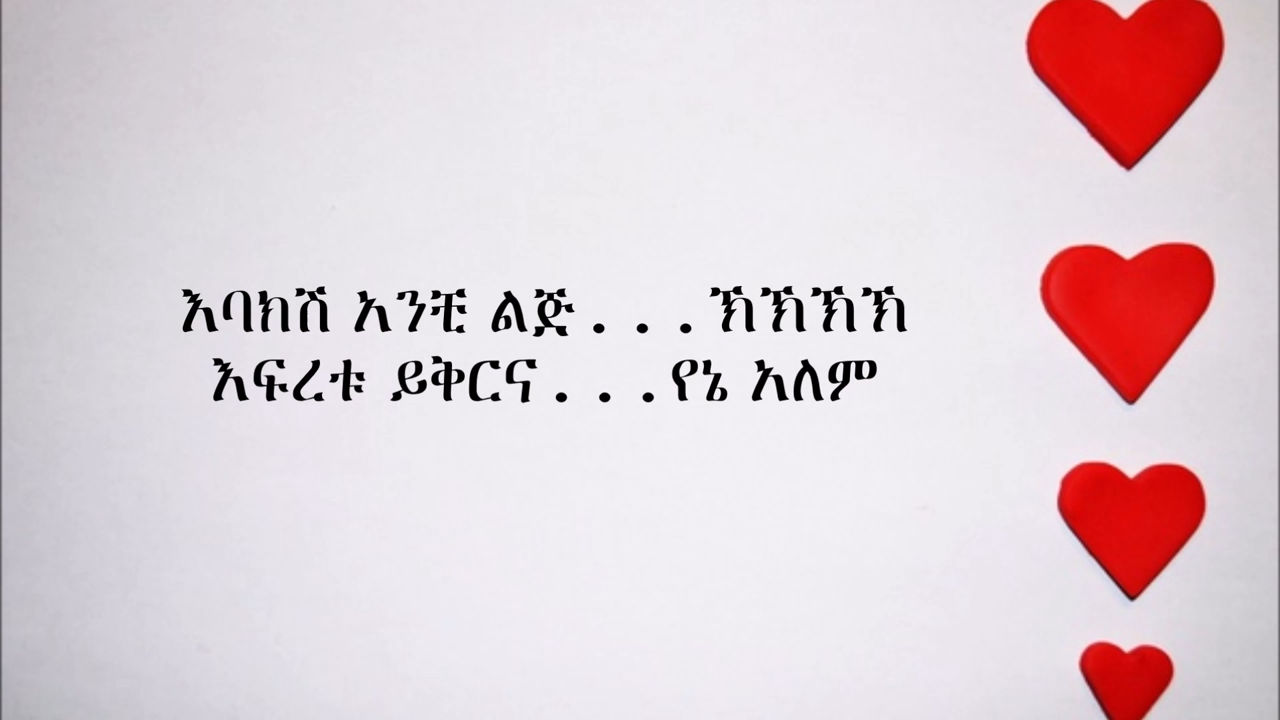 እባክሽ አንቺ ልጅ . . . ኽኽኽኽ
እፍረቱ ይቅርና . . . የኔ አለም